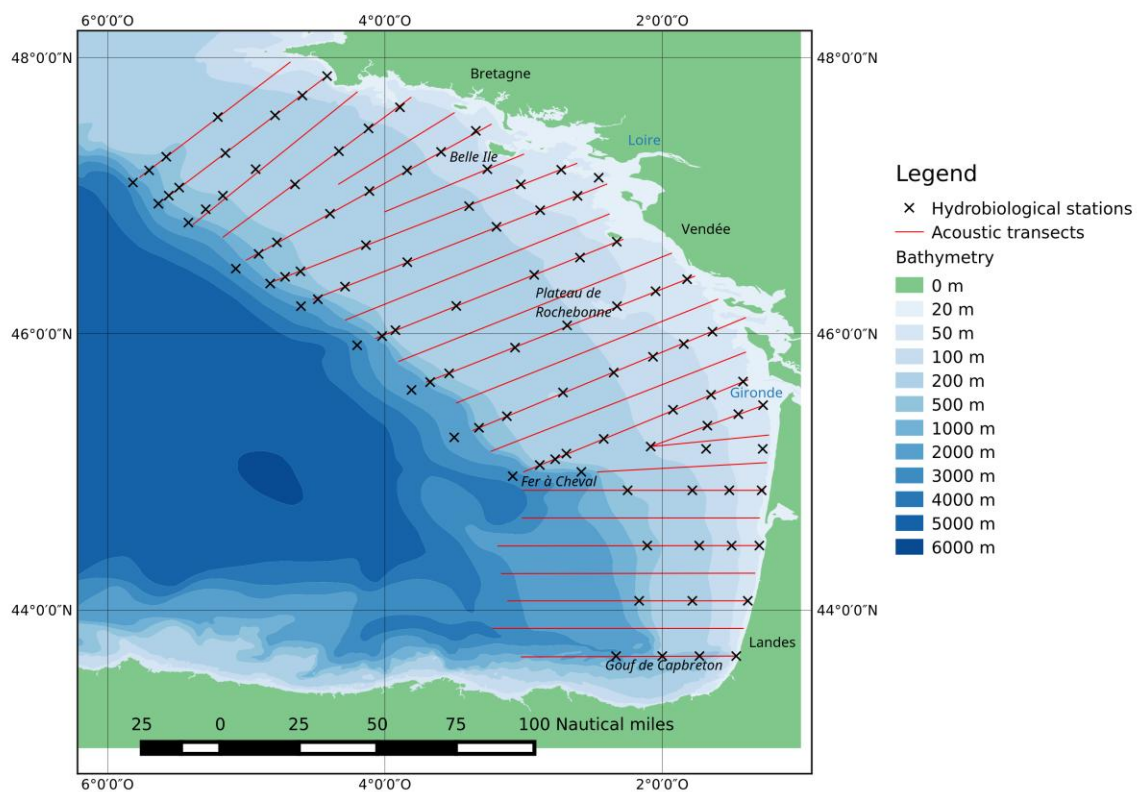 6°0′0″O 4°0′0″O 2°0′0″O
48°0′0″N 48°0′0″N
Bretagne
Loire
Belle Ile
Vendée
Plateau de
Rochebonne
46°0′0″N 46°0′0″N
Gironde
Fer à Cheval
44°0′0″N 44°0′0″N
Landes
Gouf de Capbreton
25 0 25 50 75 100 Nautical miles
6°0′0″O 4°0′0″O 2°0′0″O
Legend
Hydrobiological stations
Acoustic transects
Bathymetry
0 m
20 m
50 m
100 m
200 m
500 m
1000 m
2000 m
3000 m
4000 m
5000 m
6000 m